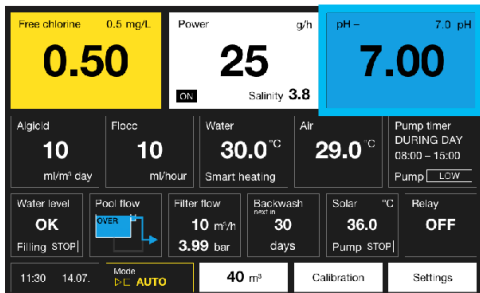 Free chlorine 0.5 mg/L
0.50
Power g/h
25
ON Salinity 3.8
pH – 7.0 pH
7.00
Algicid
10
ml/m³ day
Flocc
10
ml/hour
Water
30.0 °C
Smart heating
Air
29.0 °C
Pump timer
DURING DAY
08:00 – 15:00
Pump LOW
Water level
OK
Filling STOP
Pool flow
OVER
Filter flow
10 m³/h
3.99 bar
Backwash
next in
30
days
Solar °C
36.0
Pump STOP
Relay
OFF
11:30 14.07.
Mode
AUTO
40 m³
Calibration
Settings